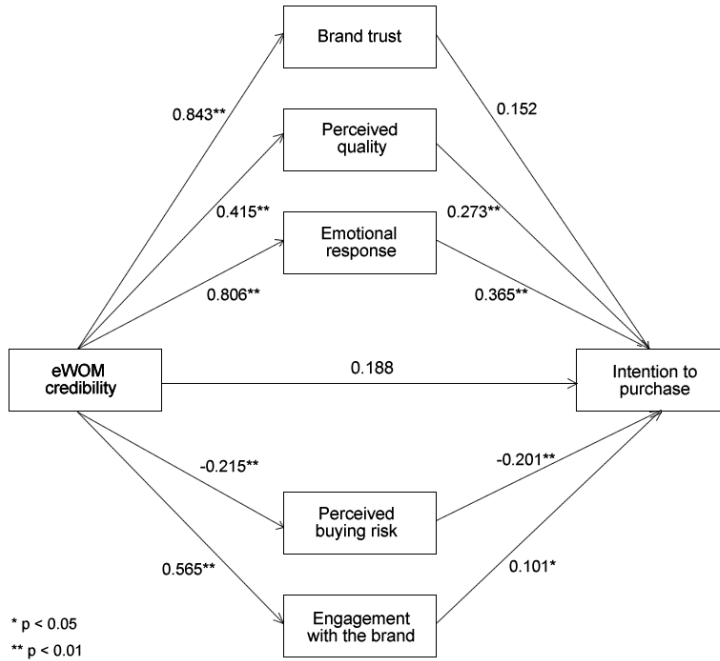 Brand trust
0.843**
0.152
Perceived
quality
0.415**
0.273**
Emotional
response
0.806**
0.365**
eWOM
credibility
0.188
Intention to
purchase
-0.215**
-0.201**
Perceived
buying risk
0.565**
0.101*
Engagement
with the brand
* p < 0.05
** p < 0.01